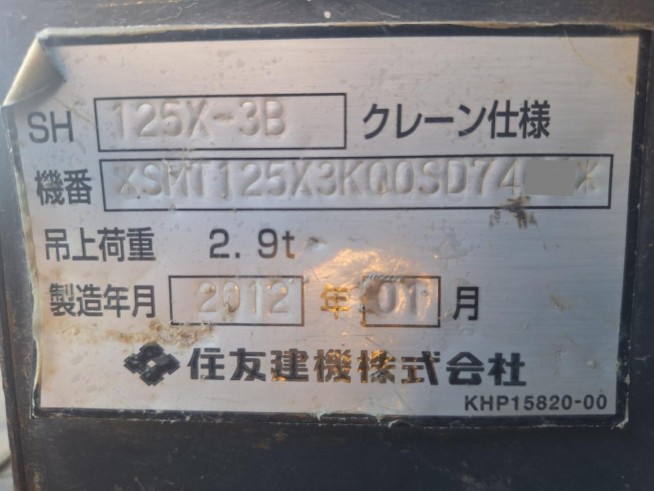 SH 125X-3B クレーン仕様
機番 *SMT125X3K00SD74 *
吊上荷重 2.9t
製造年月 2012 年 01 月
住友建機株式会社
KHP15820-00